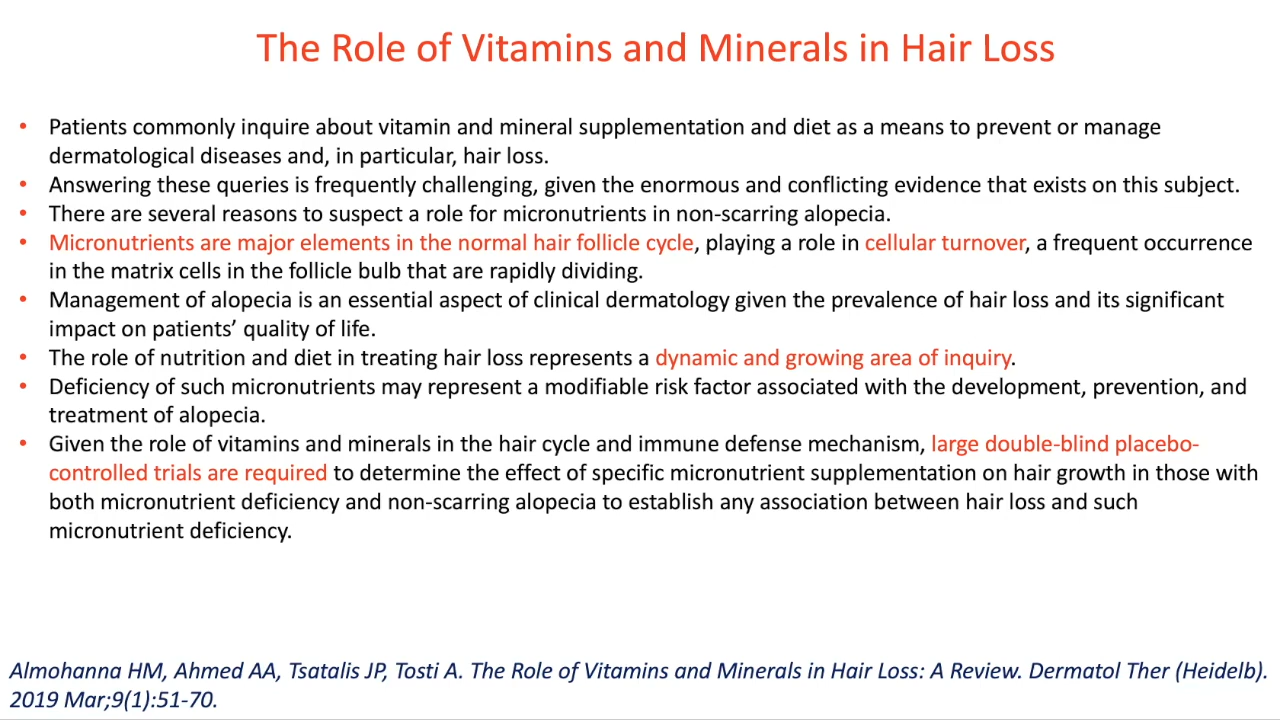 The Role of Vitamins and Minerals in Hair Loss
• Patients commonly inquire about vitamin and mineral supplementation and diet as a means to prevent or manage
dermatological diseases and, in particular, hair loss.
• Answering these queries is frequently challenging, given the enormous and conflicting evidence that exists on this subject.
• There are several reasons to suspect a role for micronutrients in non-scarring alopecia.
• Micronutrients are major elements in the normal hair follicle cycle, playing a role in cellular turnover, a frequent occurrence
in the matrix cells in the follicle bulb that are rapidly dividing.
• Management of alopecia is an essential aspect of clinical dermatology given the prevalence of hair loss and its significant
impact on patients’ quality of life.
• The role of nutrition and diet in treating hair loss represents a dynamic and growing area of inquiry.
• Deficiency of such micronutrients may represent a modifiable risk factor associated with the development, prevention, and
treatment of alopecia.
• Given the role of vitamins and minerals in the hair cycle and immune defense mechanism, large double-blind placebo-
controlled trials are required to determine the effect of specific micronutrient supplementation on hair growth in those with
both micronutrient deficiency and non-scarring alopecia to establish any association between hair loss and such
micronutrient deficiency.
Almohanna HM, Ahmed AA, Tsatalis JP, Tosti A. The Role of Vitamins and Minerals in Hair Loss: A Review. Dermatol Ther (Heidelb).
2019 Mar;9(1):51-70.